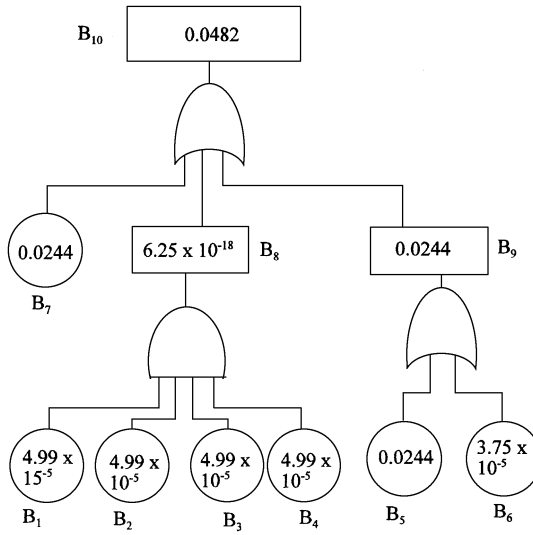 B10
0.0482
0.0244
B7
6.25 x 10-18
B8
0.0244
B9
4.99 x
15-5
B1
4.99 x
10-5
B2
4.99 x
10-5
B3
4.99 x
10-5
B4
0.0244
B5
3.75 x
10-5
B6